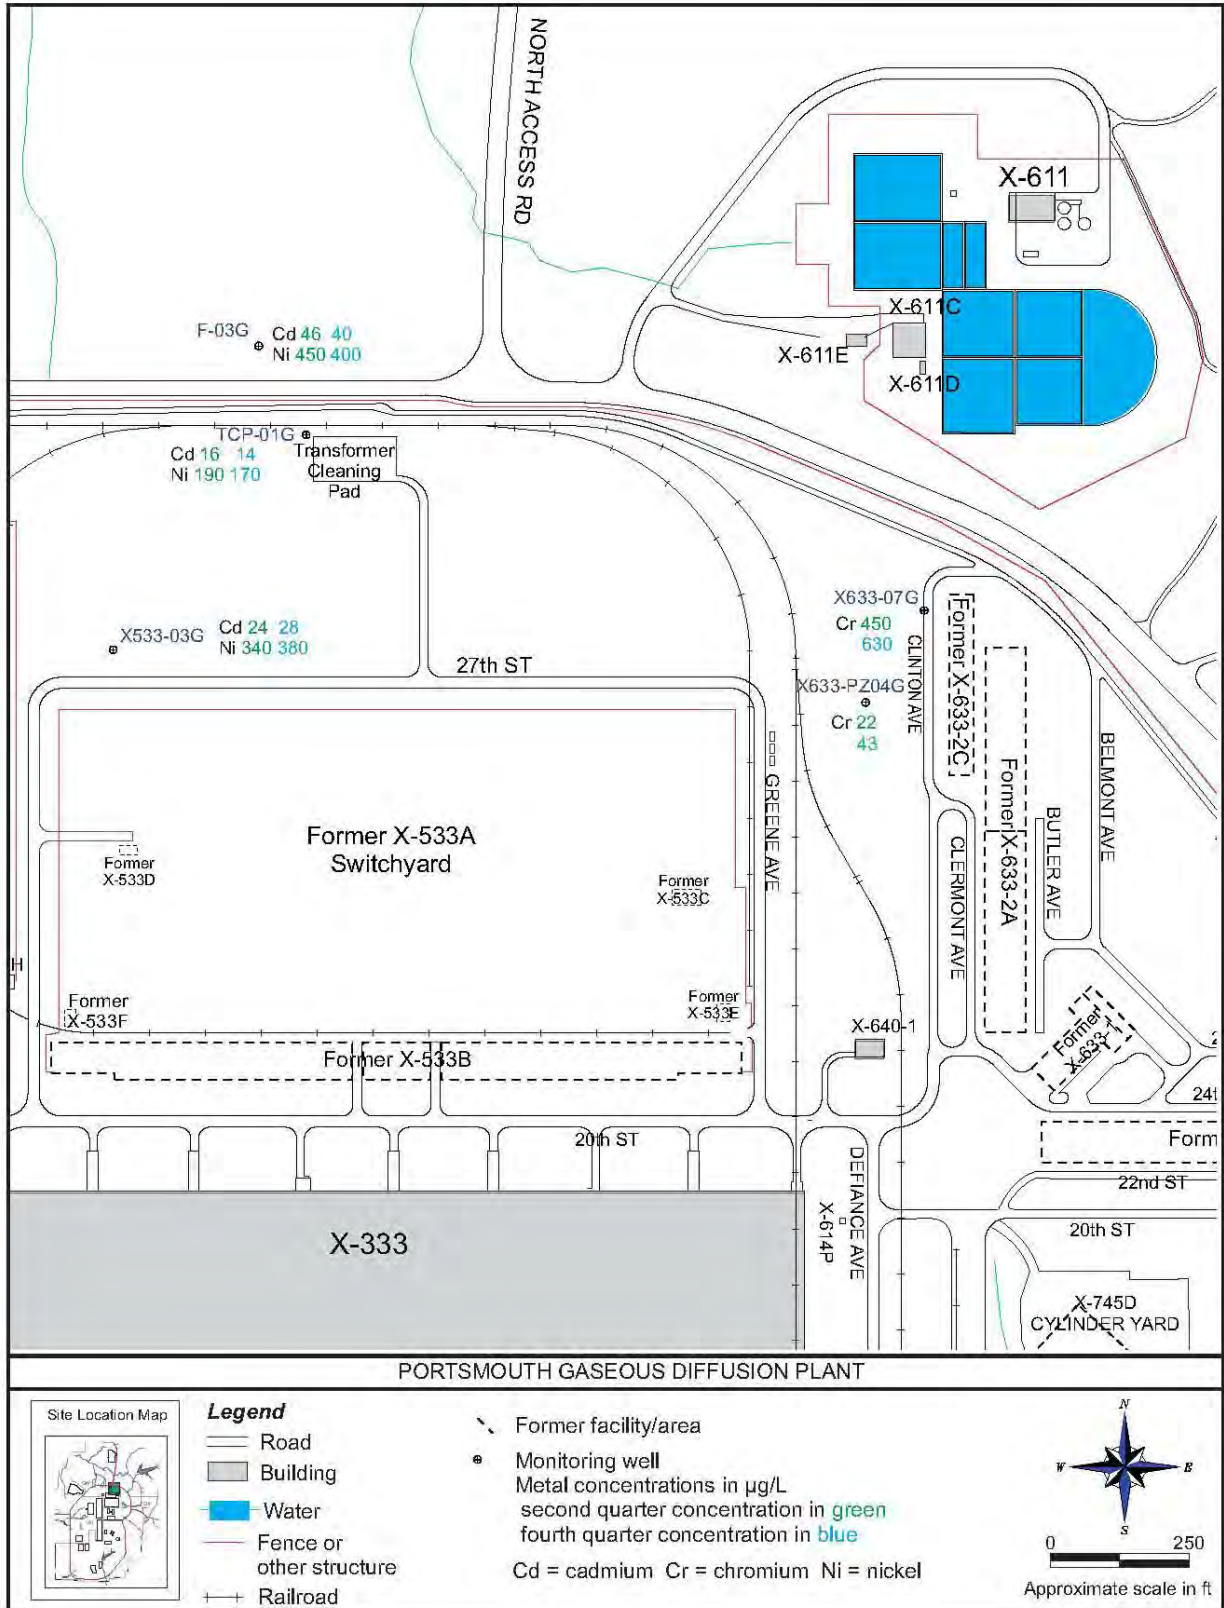 NORTH ACCESS RD
X-611
X-611C
X-611E
X-611D
F-03G
Cd 46 40
Ni 450 400
TCP-01G
Cd 16 14
Ni 190 170
Transformer
Cleaning
Pad
X533-03G
Cd 24 28
Ni 340 380
X633-07G
Cr 450
630
X633-PZ04G
Cr 22
43
27th ST
CLINTON AVE
Former X-633-2C
Former X-633-2A
BELMONT AVE
BUTLER AVE
CLERMONT AVE
GREENE AVE
Former X-533A
Switchyard
Former
X-533D
Former
X-533C
H
Former
X-533F
Former
X-533E
Former X-533B
X-640-1
Former
X-633-1
24t
20th ST
Form
22nd ST
20th ST
DEFIANCE AVE
X-614P
X-333
X-745D
CYLINDER YARD
PORTSMOUTH GASEOUS DIFFUSION PLANT
Site Location Map
Legend
Road
Building
Water
Fence or
other structure
Railroad
Former facility/area
Monitoring well
Metal concentrations in µg/L
second quarter concentration in green
fourth quarter concentration in blue
Cd = cadmium Cr = chromium Ni = nickel
N
W E
S
0 250
Approximate scale in ft